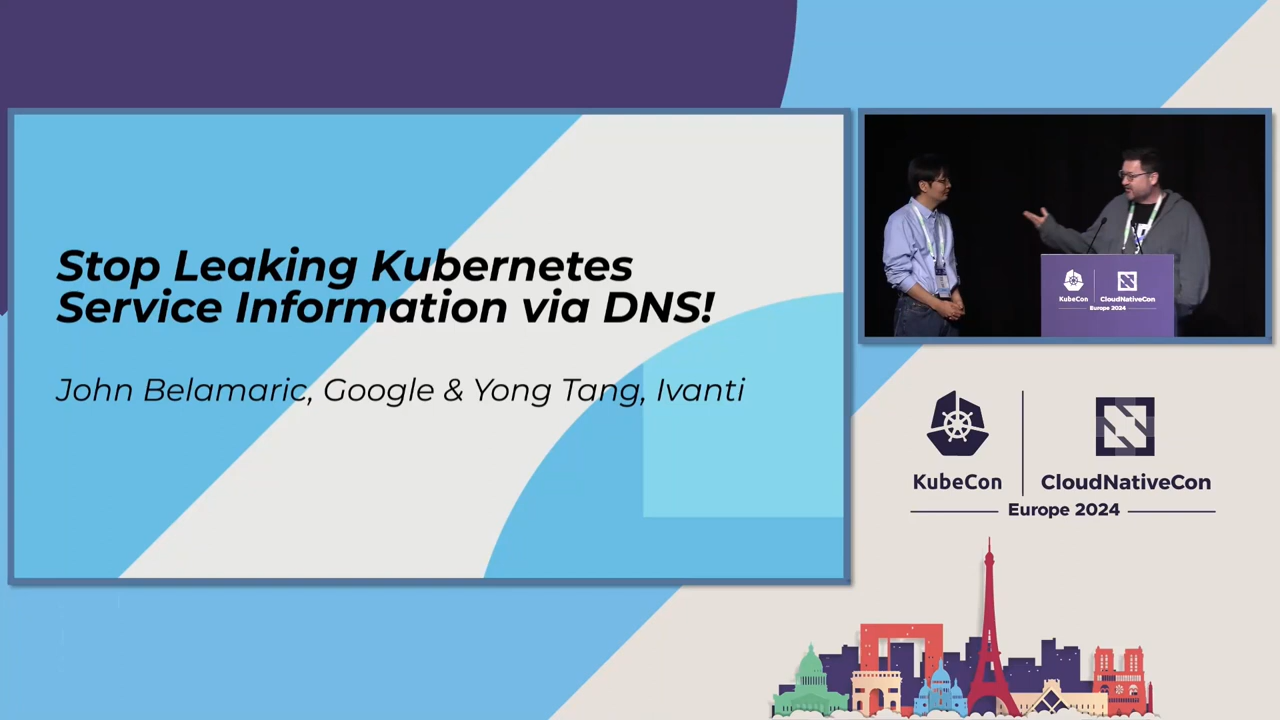 Stop Leaking Kubernetes
Service Information via DNS!
John Belamaric, Google & Yong Tang, Ivanti
KubeCon
CloudNativeCon
Europe 2024
KubeCon
CloudNativeCon
Europe 2024